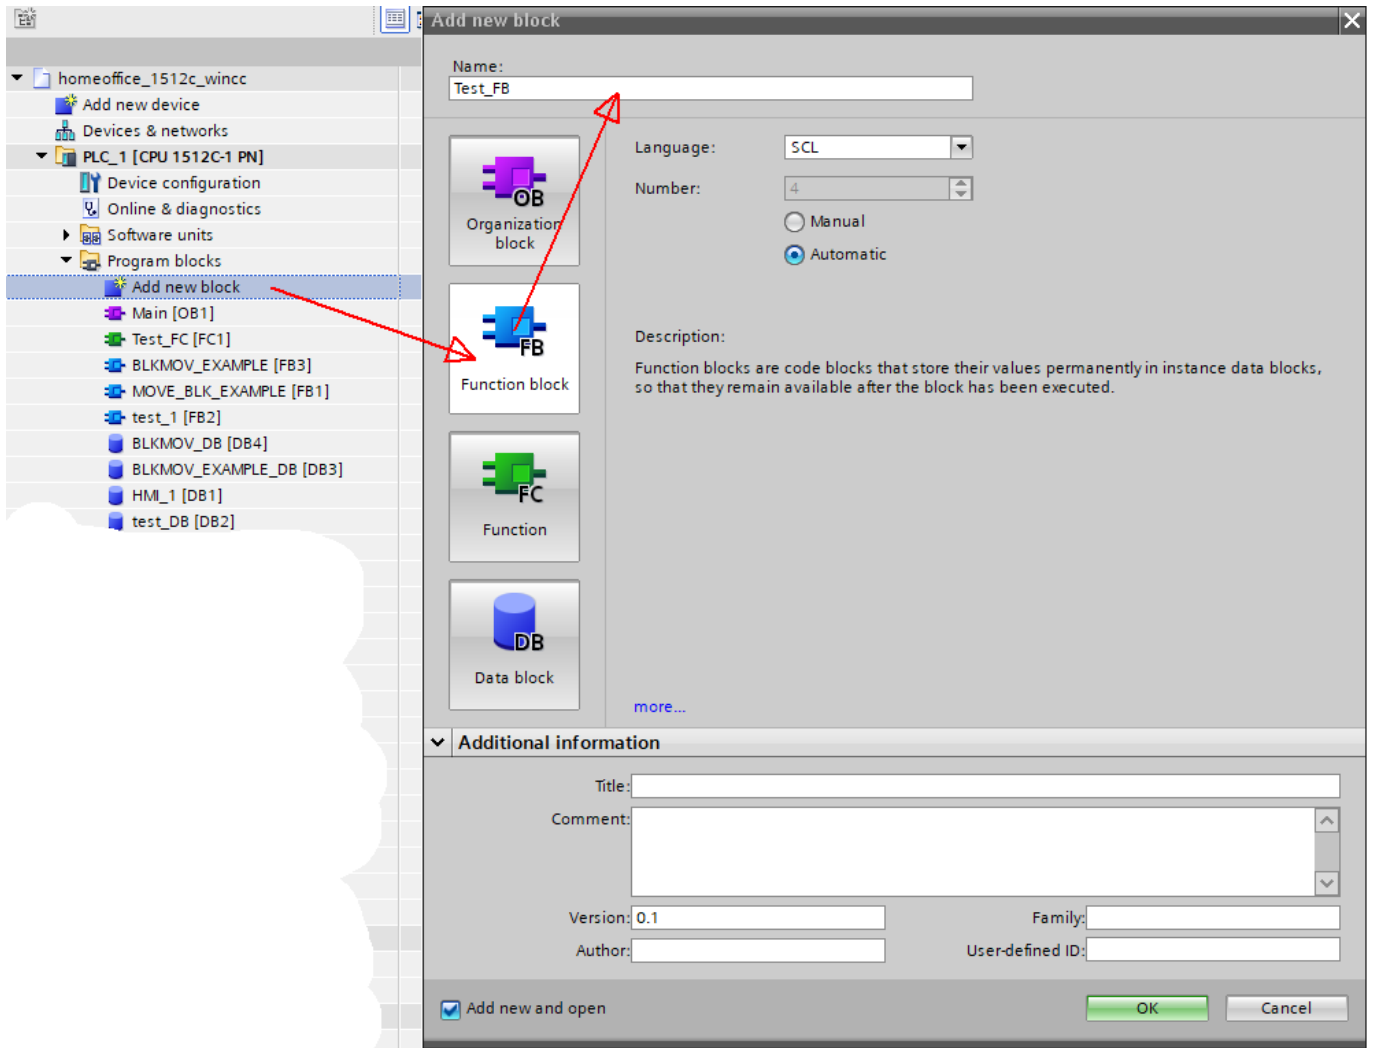 Add new block
Name:
Test_FB
homeoffice_1512c_wincc
Add new device
Devices & networks
PLC_1 [CPU 1512C-1 PN]
Device configuration
Online & diagnostics
Software units
Program blocks
Add new block
Main [OB1]
Test_FC [FC1]
BLKMOV_EXAMPLE [FB3]
MOVE_BLK_EXAMPLE [FB1]
test_1 [FB2]
BLKMOV_DB [DB4]
BLKMOV_EXAMPLE_DB [DB3]
HMI_1 [DB1]
test_DB [DB2]
OB
Organization
block
FB
Function block
FC
Function
DB
Data block
Language:
SCL
Number:
4
Manual
Automatic
Description:
Function blocks are code blocks that store their values permanently in instance data blocks,
so that they remain available after the block has been executed.
more...
Additional information
Title:
Comment:
Version: 0.1
Family:
Author:
User-defined ID:
Add new and open
OK
Cancel